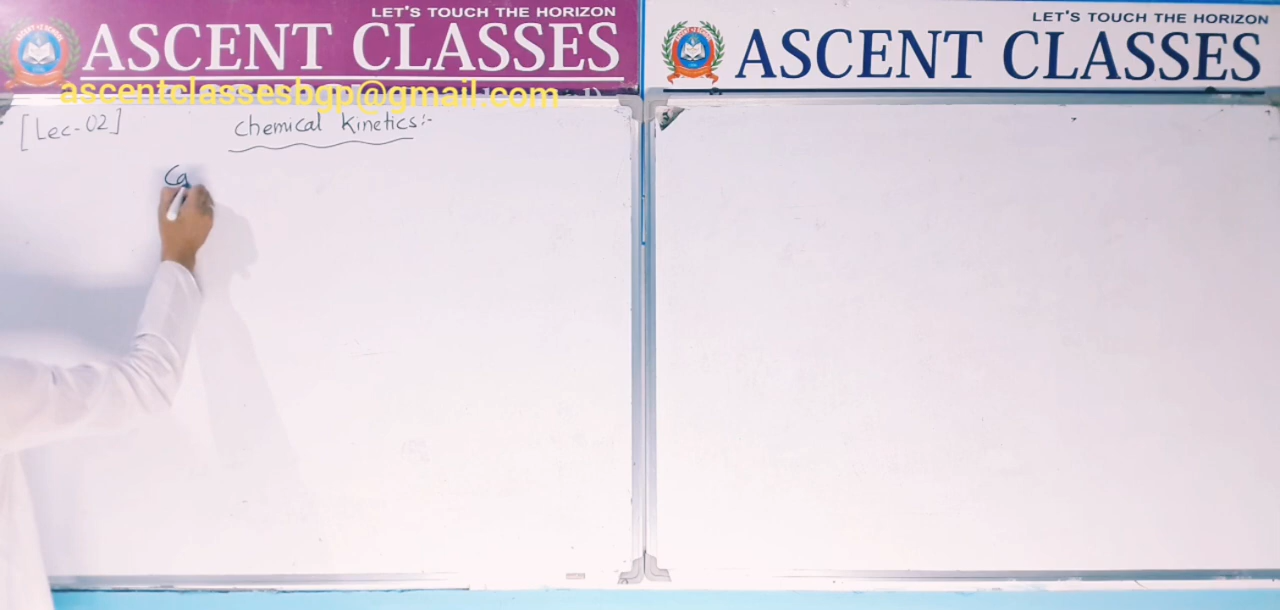 LET'S TOUCH THE HORIZON
ASCENT CLASSES
ascentclassesbgp@gmail.com
[Lec-02]
Chemical Kinetics:-
Ca
LET'S TOUCH THE HORIZON
ASCENT CLASSES